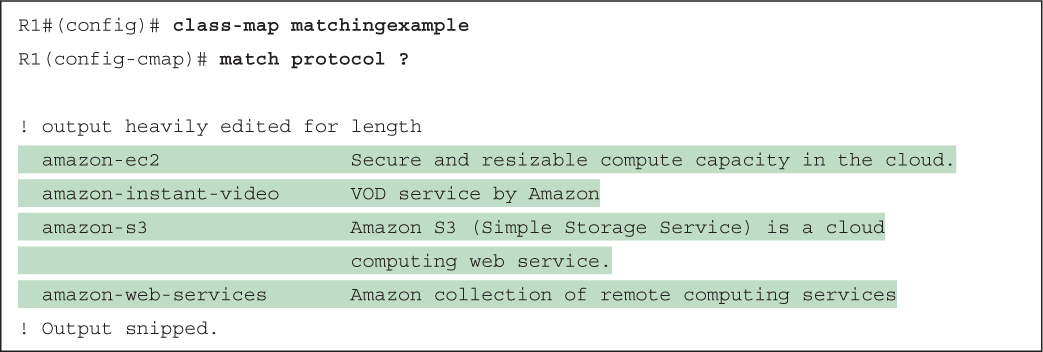 R1#(config)# class-map matchingexample
R1(config-cmap)# match protocol ?
! output heavily edited for length
amazon-ec2 Secure and resizable compute capacity in the cloud.
amazon-instant-video VOD service by Amazon
amazon-s3 Amazon S3 (Simple Storage Service) is a cloud
computing web service.
amazon-web-services Amazon collection of remote computing services
! Output snipped.